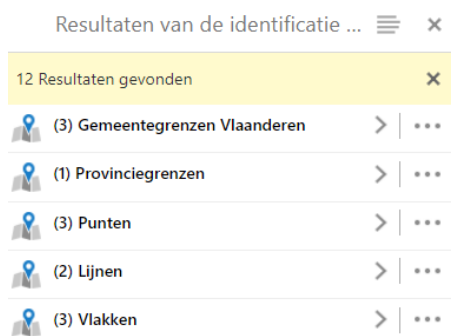 Resultaten van de identificatie ...
12 Resultaten gevonden
(3) Gemeentegrenzen Vlaanderen
(1) Provinciegrenzen
(3) Punten
(2) Lijnen
(3) Vlakken